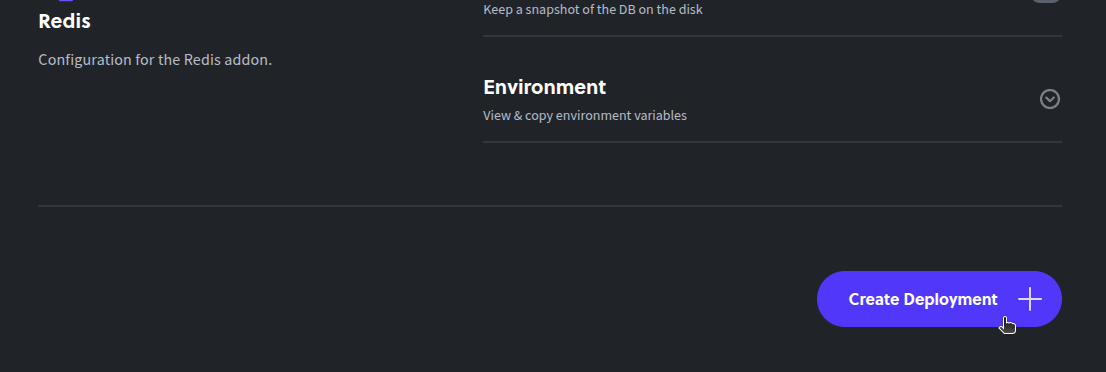 Redis
Configuration for the Redis addon.
Keep a snapshot of the DB on the disk
Environment
View & copy environment variables
Create Deployment